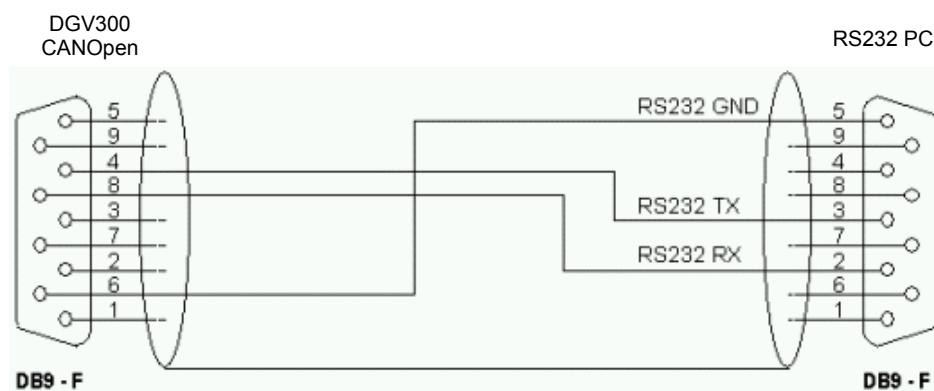 DGV300
CANOpen
RS232 PC
5
9
4
8
3
7
2
6
1
RS232 GND
RS232 TX
RS232 RX
5
9
4
8
3
7
2
6
1
DB9 - F
DB9 - F